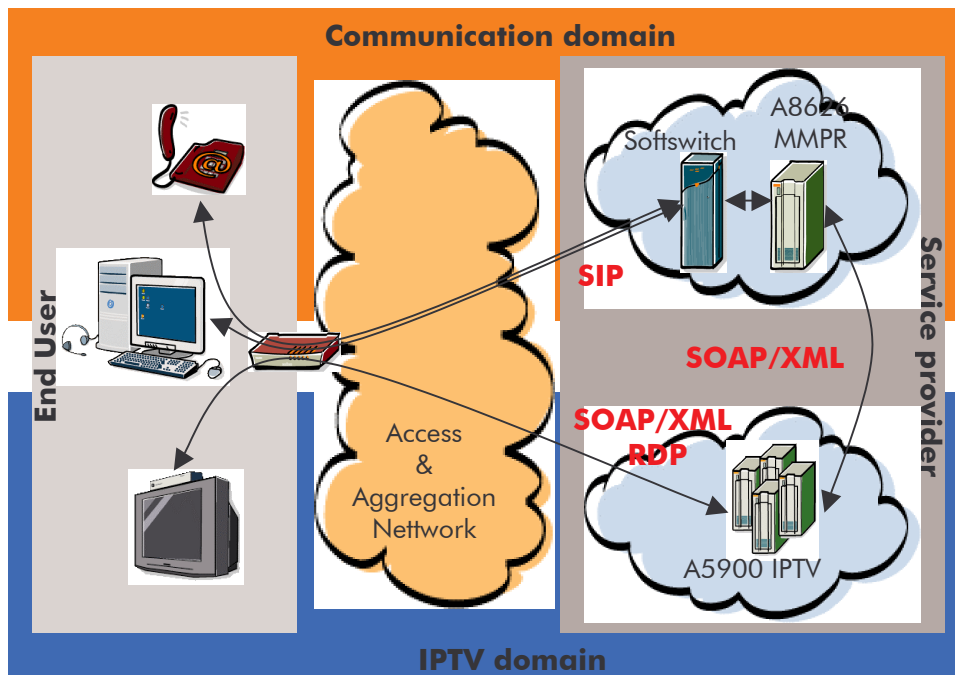 Communication domain
A8626
MMPR
Softswitch
@
SIP
SOAP/XML
End User
Service provider
SOAP/XML
RDP
Access
&
Aggregation
Nettwork
A5900 IPTV
IPTV domain